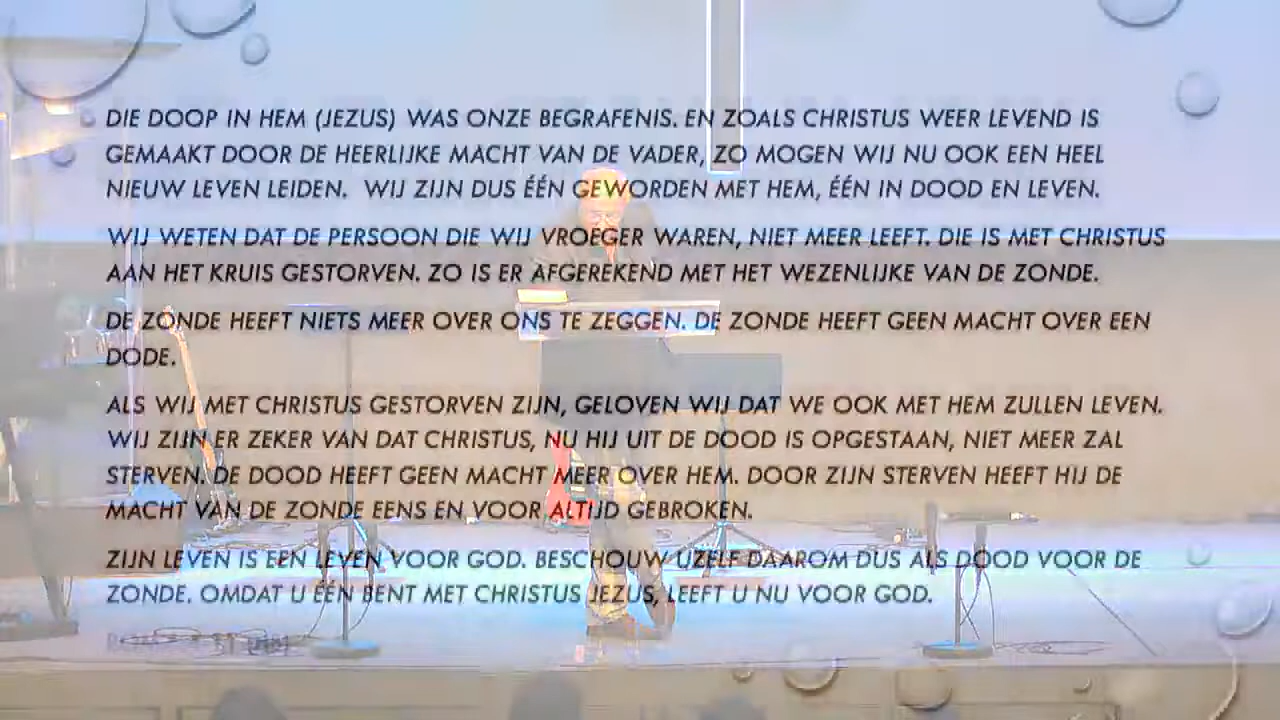 DIE DOOP IN HEM (JEZUS) WAS ONZE BEGRAFENIS. EN ZOALS CHRISTUS WEER LEVEND IS
GEMAAKT DOOR DE HEERLIJKE MACHT VAN DE VADER, ZO MOGEN WIJ NU OOK EEN HEEL
NIEUW LEVEN LEIDEN. WIJ ZIJN DUS ÉÉN GEWORDEN MET HEM, ÉÉN IN DOOD EN LEVEN.
WIJ WETEN DAT DE PERSOON DIE WIJ VROEGER WAREN, NIET MEER LEEFT. DIE IS MET CHRISTUS
AAN HET KRUIS GESTORVEN. ZO IS ER AFGEREKEND MET HET WEZENLIJKE VAN DE ZONDE.
DE ZONDE HEEFT NIETS MEER OVER ONS TE ZEGGEN. DE ZONDE HEEFT GEEN MACHT OVER EEN
DODE.
ALS WIJ MET CHRISTUS GESTORVEN ZIJN, GELOVEN WIJ DAT WE OOK MET HEM ZULLEN LEVEN.
WIJ ZIJN ER ZEKER VAN DAT CHRISTUS, NU HIJ UIT DE DOOD IS OPGESTAAN, NIET MEER ZAL
STERVEN. DE DOOD HEEFT GEEN MACHT MEER OVER HEM. DOOR ZIJN STERVEN HEEFT HIJ DE
MACHT VAN DE ZONDE EENS EN VOOR ALTIJD GEBROKEN.
ZIJN LEVEN IS EEN LEVEN VOOR GOD. BESCHOUW UZELF DAAROM DUS ALS DOOD VOOR DE
ZONDE. OMDAT U ÉÉN BENT MET CHRISTUS JEZUS, LEEFT U NU VOOR GOD.